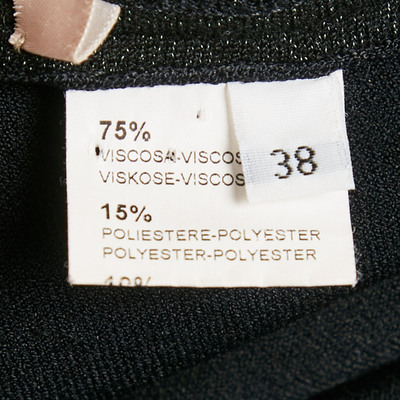 75%
VISCOSA-VISCOS
VISKOSE-VISCOS
38
15%
POLIESTERE-POLYESTER
POLYESTER-POLYESTER